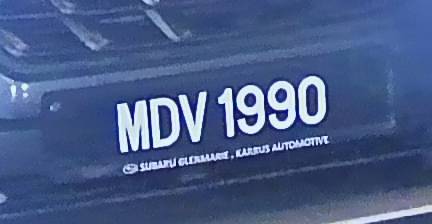 MDV 1990
SUBARU GLENMARIE, KARBUS AUTOMOTIVE